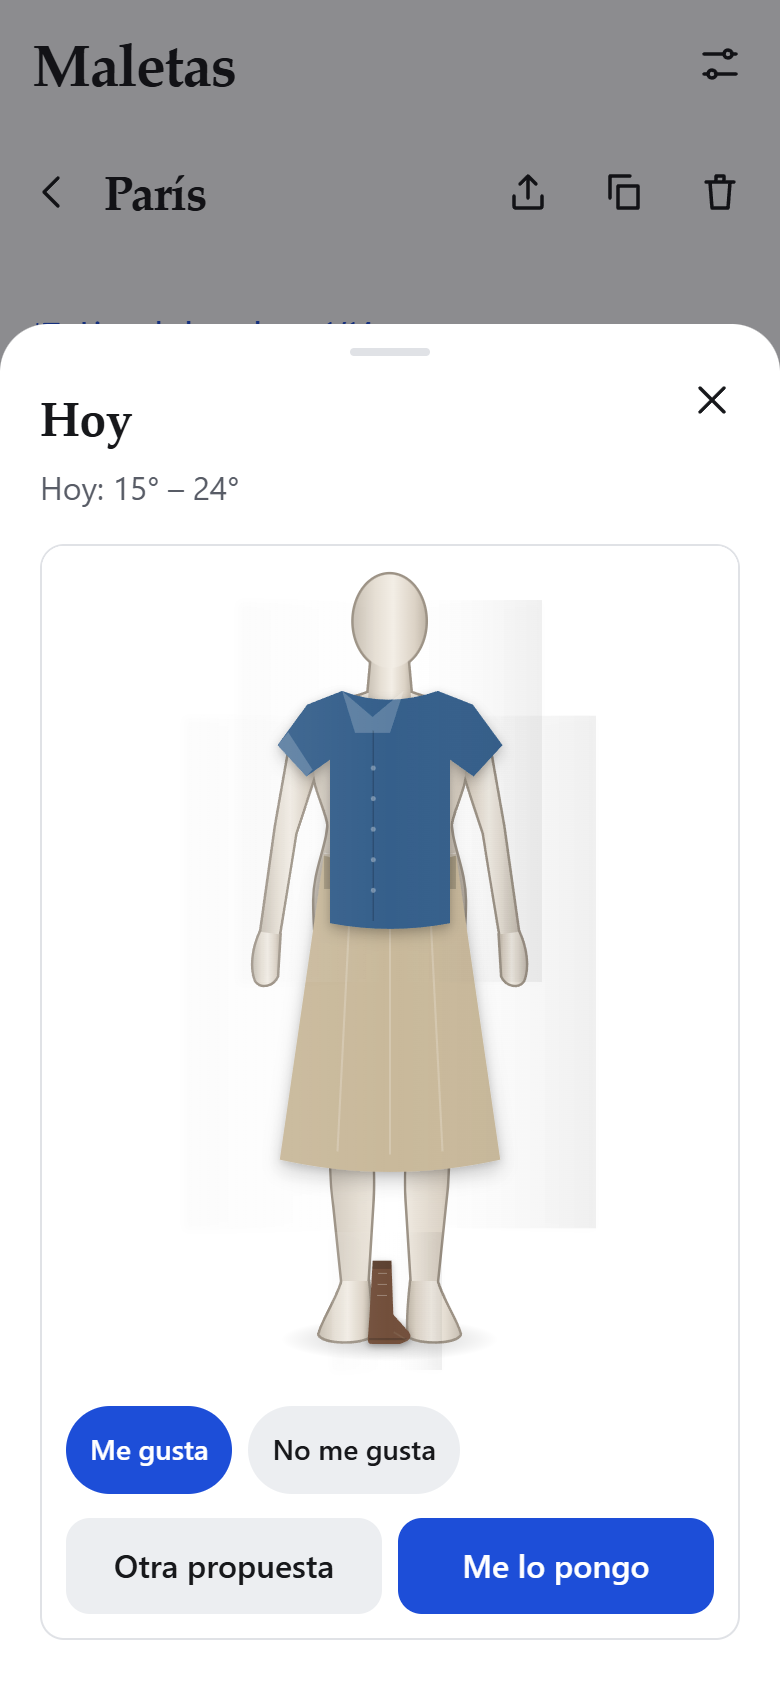 Maletas
París
Hoy
Hoy: 15° – 24°
Me gusta
No me gusta
Otra propuesta
Me lo pongo